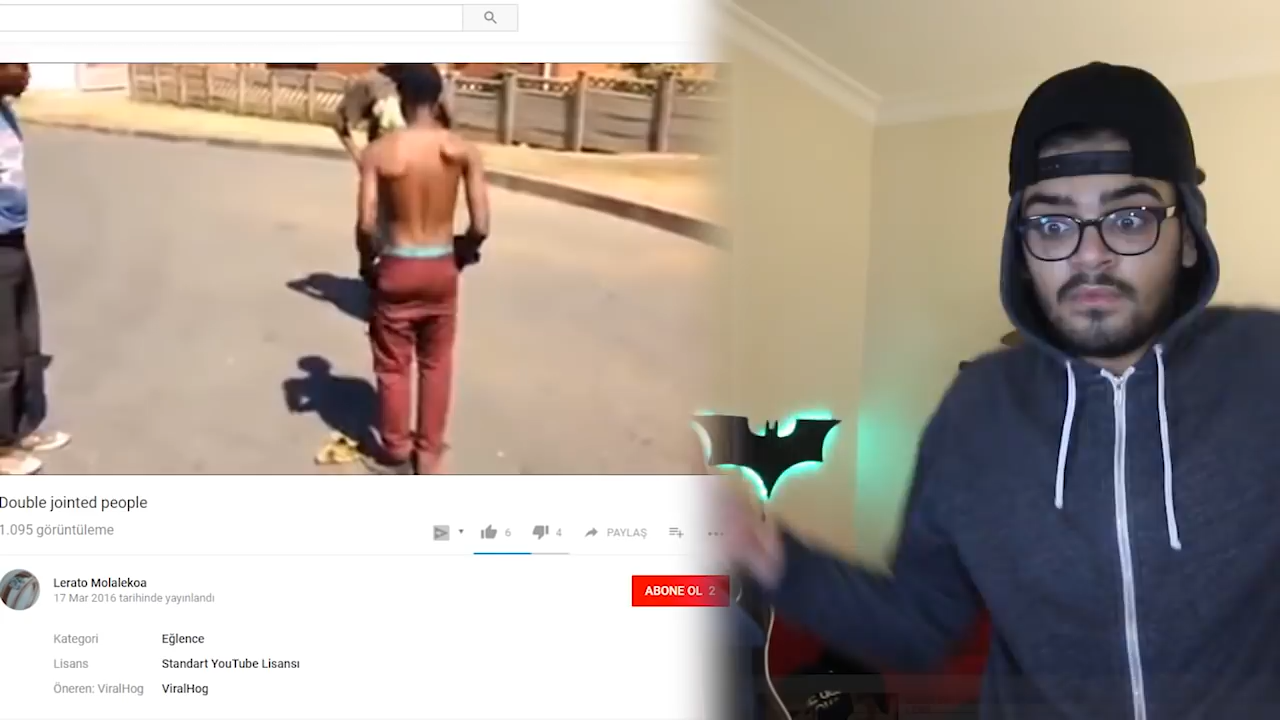 Double jointed people
1.095 görüntüleme
6
4
PAYLAŞ
Lerato Molalekoa
17 Mar 2016 tarihinde yayınlandı
ABONE OL 2
Kategori Eğlence
Lisans Standart YouTube Lisansı
Öneren: ViralHog ViralHog